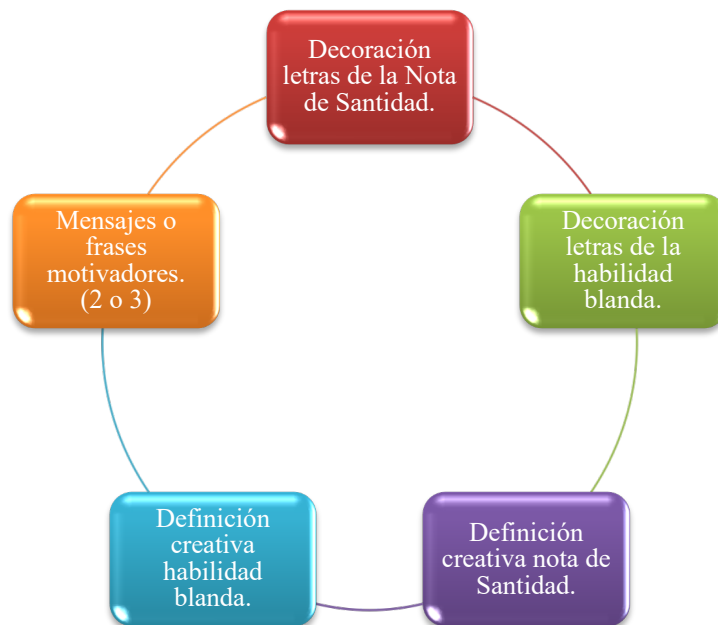 Decoración
letras de la Nota
de Santidad.
Decoración
letras de la
habilidad
blanda.
Definición
creativa nota de
Santidad.
Definición
creativa
habilidad
blanda.
Mensajes o
frases
motivadores.
(2 o 3)